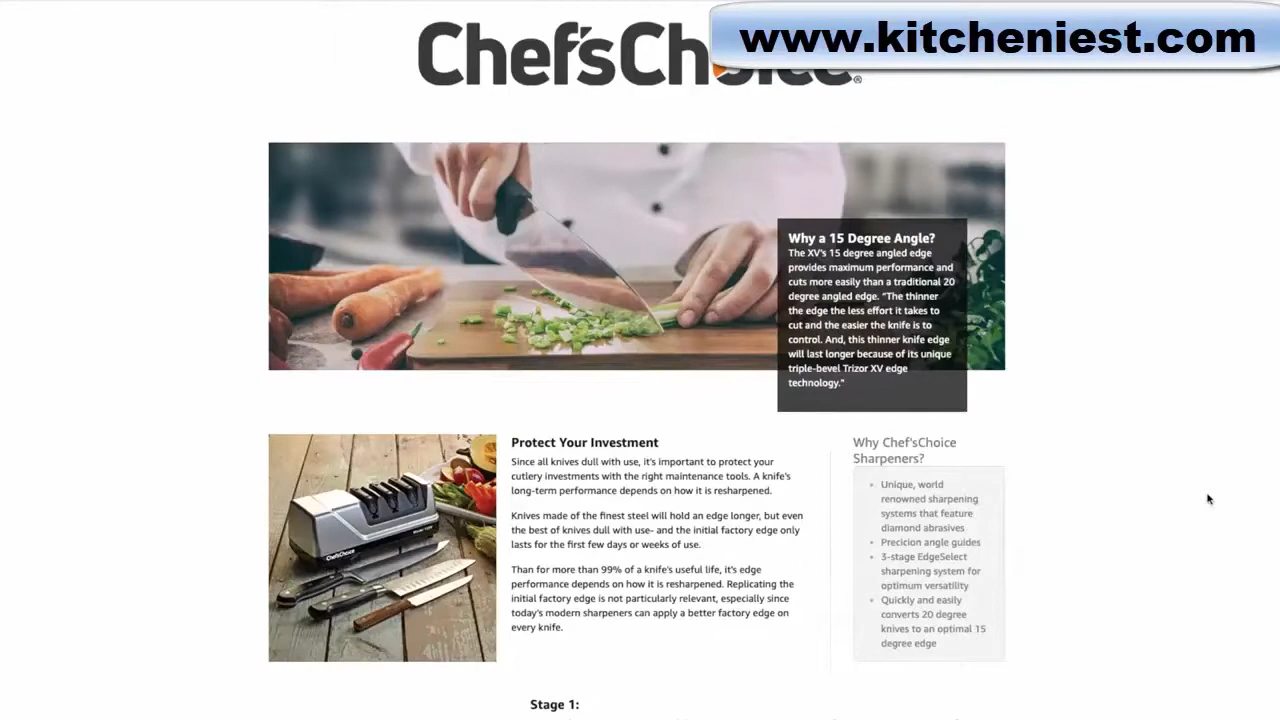 www.kitcheniest.com
Chef'sChoice®
Why a 15 Degree Angle?
The XV's 15 degree angled edge
provides maximum performance and
cuts more easily than a traditional 20
degree angled edge. "The thinner
the edge the less effort it takes to
cut and the easier the knife is to
control. And, this thinner knife edge
will last longer because of its unique
triple-bevel Trizor XV edge
technology."
Protect Your Investment
Since all knives dull with use, it's important to protect your
cutlery investments with the right maintenance tools. A knife's
long-term performance depends on how it is resharpened.
Knives made of the finest steel will hold an edge longer, but even
the best of knives dull with use- and the initial factory edge only
lasts for the first few days or weeks of use.
Than for more than 99% of a knife's useful life, it's edge
performance depends on how it is resharpened. Replicating the
initial factory edge is not particularly relevant, especially since
today's modern sharpeners can apply a better factory edge on
every knife.
Why Chef'sChoice
Sharpeners?
• Unique, world
renowned sharpening
systems that feature
diamond abrasives
• Precicion angle guides
• 3-stage EdgeSelect
sharpening system for
optimum versatility
• Quickly and easily
converts 20 degree
knives to an optimal 15
degree edge
Chef'sChoice
Stage 1: